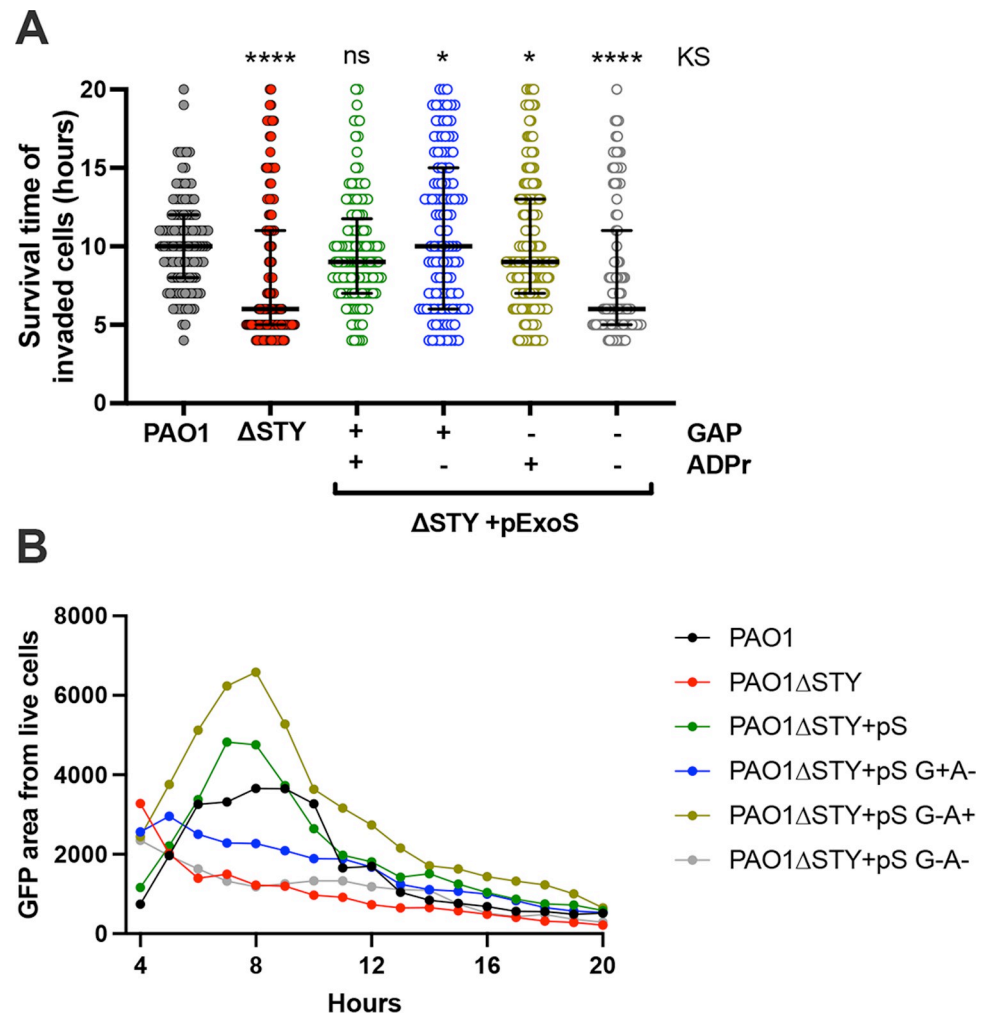 A
**** ns * * **** KS
Survival time of
invaded cells (hours)
20
15
10
5
0
PAO1 ΔSTY + + - - GAP
+ - + - ADPr
ΔSTY +pExoS
B
GFP area from live cells
8000
6000
4000
2000
0
4 8 12 16 20
Hours
PAO1
PAO1ΔSTY
PAO1ΔSTY+pS
PAO1ΔSTY+pS G+A-
PAO1ΔSTY+pS G-A+
PAO1ΔSTY+pS G-A-